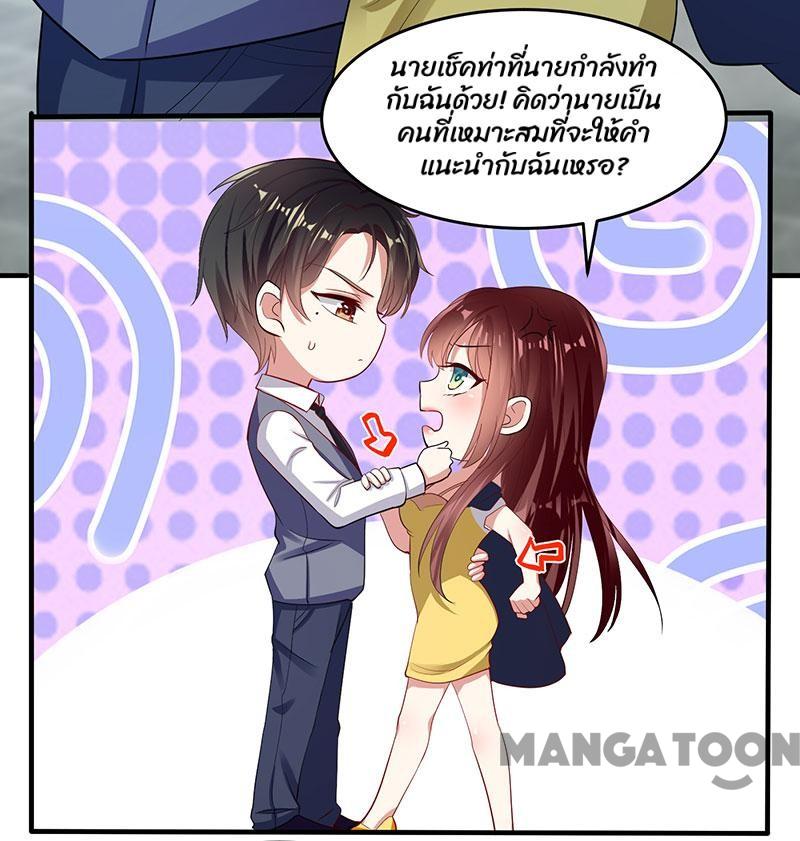 นายเช็คท่าที่นายกำลังทำ
กับฉันด้วย! คิดว่านายเป็น
คนที่เหมาะสมที่จะให้คำ
แนะนำกับฉันเหรอ?
MANGATOON